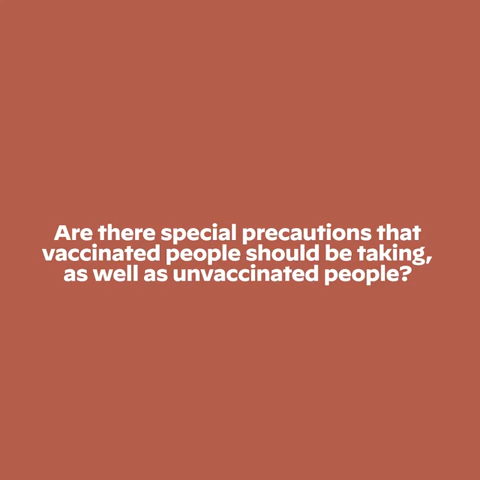 Are there special precautions that
vaccinated people should be taking,
as well as unvaccinated people?